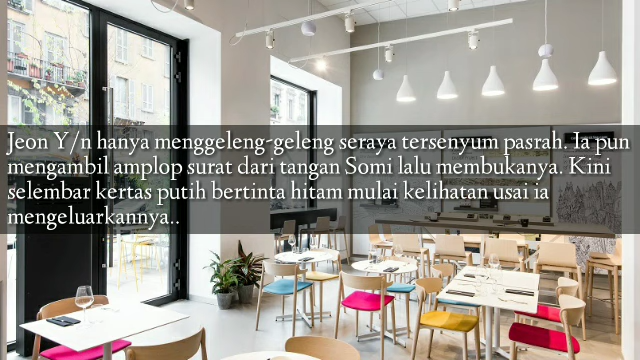 Jeon Y/n hanya menggeleng-geleng seraya tersenyum pasrah. Ia pun
mengambil amplop surat dari tangan Somi lalu membukanya. Kini
selembar kertas putih bertinta hitam mulai kelihatan usai ia
mengeluarkannya..